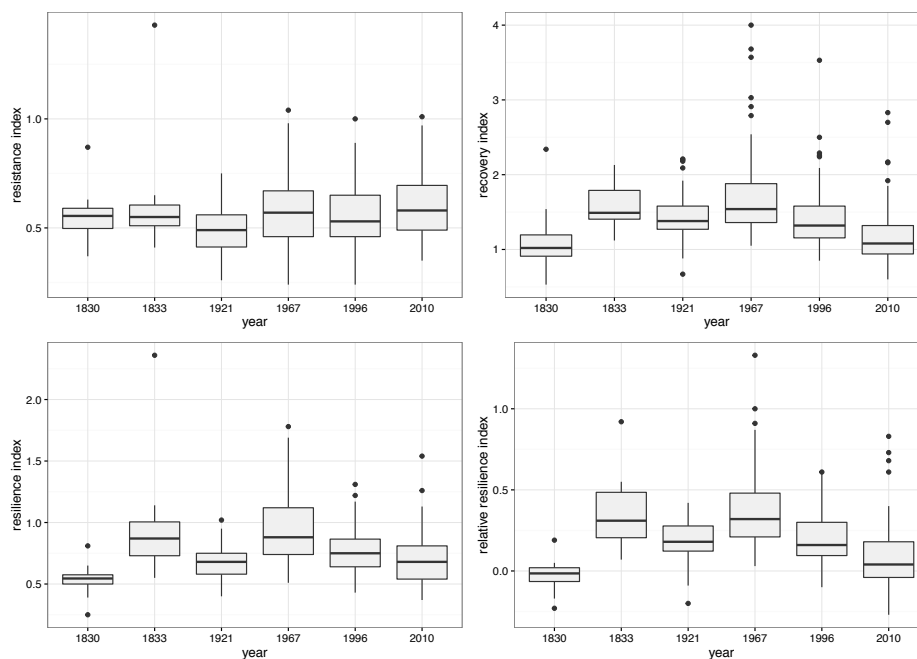 resistance index
1.0
0.5
1830 1833 1921 1967 1996 2010
year
recovery index
4
3
2
1
1830 1833 1921 1967 1996 2010
year
resilience index
2.0
1.5
1.0
0.5
1830 1833 1921 1967 1996 2010
year
relative resilience index
1.0
0.5
0.0
1830 1833 1921 1967 1996 2010
year